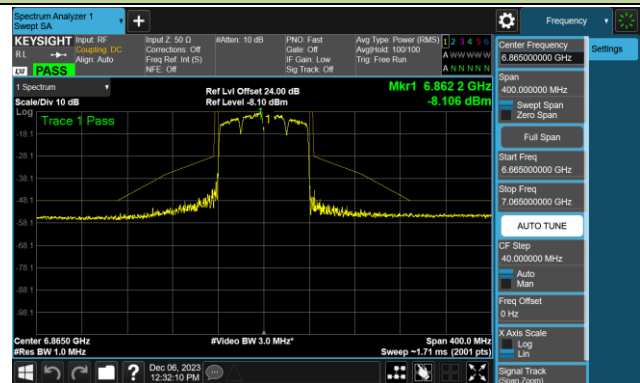 Spectrum Analyzer 1
Swept SA
Frequency
KEYSIGHT
RL
LXI
PASS
Input: RF
Coupling: DC
Align: Auto
Input Z: 50 Ω
Corrections: Off
Freq Ref: Int (S)
NFE: Off
#Atten: 10 dB
PNO: Fast
Gate: Off
IF Gain: Low
Sig Track: Off
Avg Type: Power (RMS)
Avg|Hold: 100/100
Trig: Free Run
1 2 3 4 5 6
A W W W W W
A N N N N N
1 Spectrum
Scale/Div 10 dB
Ref Lvl Offset 24.00 dB
Ref Level -8.10 dBm
Mkr1 6.862 2 GHz
-8.106 dBm
Log
Trace 1 Pass
1
-18.1
-28.1
-38.1
-48.1
-58.1
-68.1
-78.1
-88.1
-98.1
Center 6.8650 GHz
#Res BW 1.0 MHz
#Video BW 3.0 MHz*
Span 400.0 MHz
Sweep ~1.71 ms (2001 pts)
Dec 06, 2023
12:32:10 PM
Center Frequency
6.865000000 GHz
Settings
Span
400.000000 MHz
Swept Span
Zero Span
Full Span
Start Freq
6.665000000 GHz
Stop Freq
7.065000000 GHz
AUTO TUNE
CF Step
40.000000 MHz
Auto
Man
Freq Offset
0 Hz
X Axis Scale
Log
Lin
Signal Track
(Span Zoom)